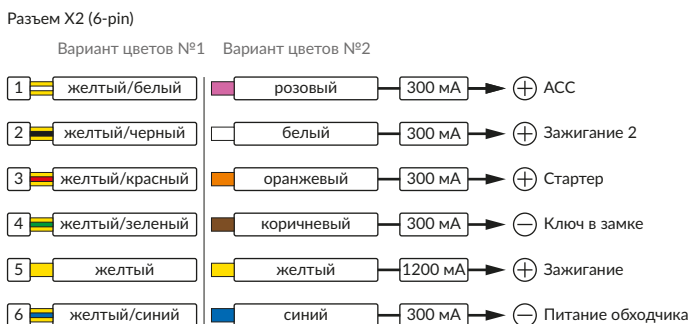 Разъем X2 (6-pin)
Вариант цветов №1 Вариант цветов №2
1 желтый/белый розовый 300 мА + ACC
2 желтый/черный белый 300 мА + Зажигание 2
3 желтый/красный оранжевый 300 мА + Стартер
4 желтый/зеленый коричневый 300 мА − Ключ в замке
5 желтый желтый 1200 мА + Зажигание
6 желтый/синий синий 300 мА − Питание обходчика